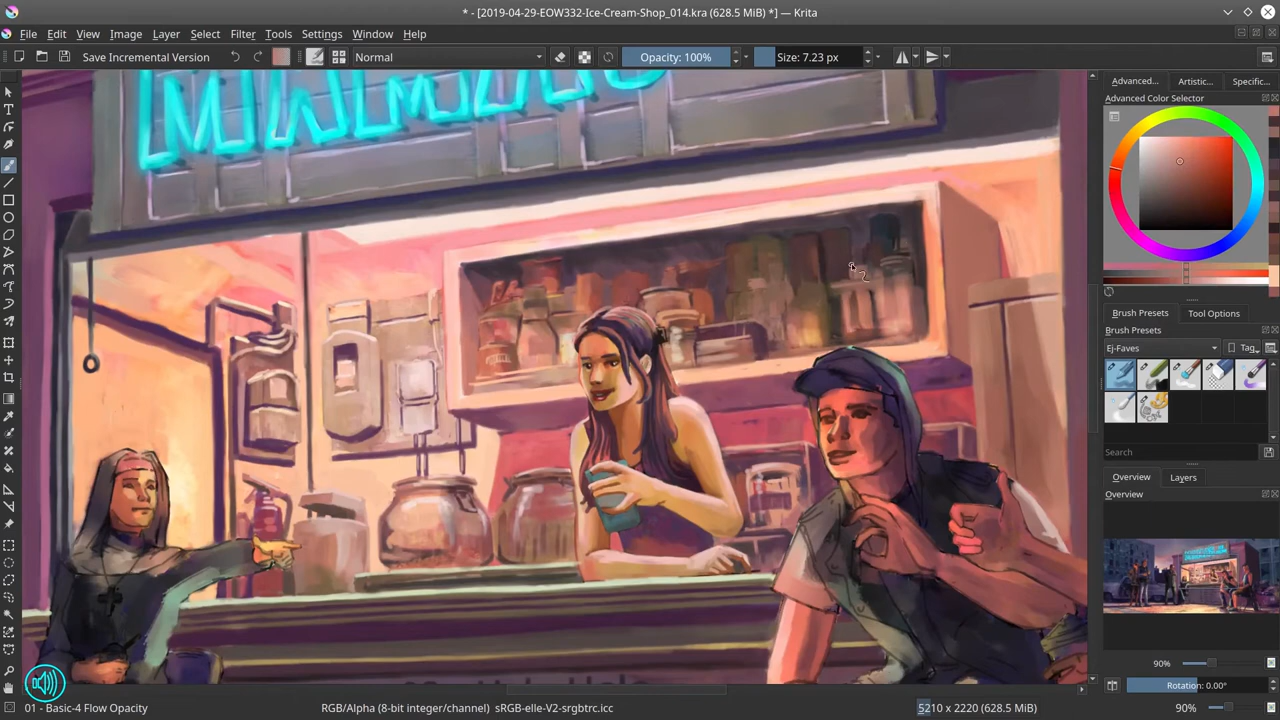 * - [2019-04-29-EOW332-Ice-Cream-Shop_014.kra (628.5 MiB) *] — Krita
File Edit View Image Layer Select Filter Tools Settings Window Help
Save Incremental Version Normal Opacity: 100% Size: 7.23 px
Advanced... Artistic... Specific...
Advanced Color Selector
Brush Presets Tool Options
Brush Presets
Ej-Faves Tag
Search
Overview Layers
Overview
90%
Rotation: 0.00°
01 - Basic-4 Flow Opacity RGB/Alpha (8-bit integer/channel) sRGB-elle-V2-srgbtrc.icc 5210 x 2220 (628.5 MiB) 90%